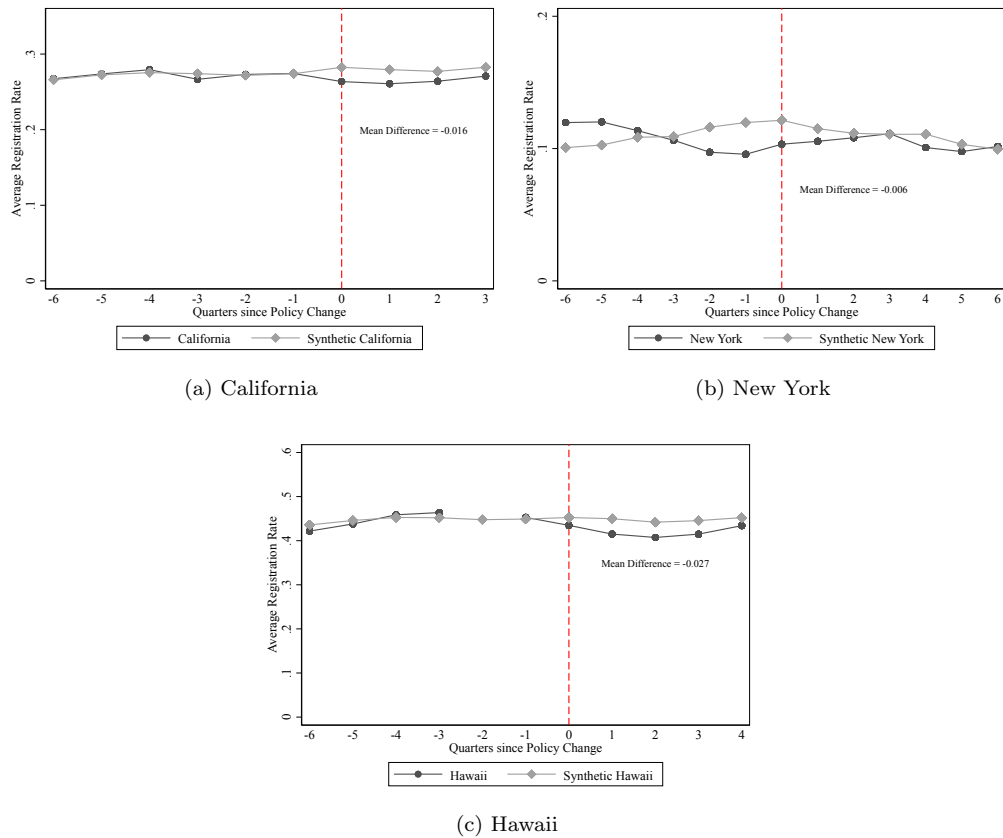 Average Registration Rate
.3
.2
.1
0
Mean Difference = -0.016
-6 -5 -4 -3 -2 -1 0 1 2 3
Quarters since Policy Change
California Synthetic California
(a) California
Average Registration Rate
.2
.1
0
Mean Difference = -0.006
-6 -5 -4 -3 -2 -1 0 1 2 3 4 5 6
Quarters since Policy Change
New York Synthetic New York
(b) New York
Average Registration Rate
.6
.5
.4
.3
.2
.1
0
Mean Difference = -0.027
-6 -5 -4 -3 -2 -1 0 1 2 3 4
Quarters since Policy Change
Hawaii Synthetic Hawaii
(c) Hawaii